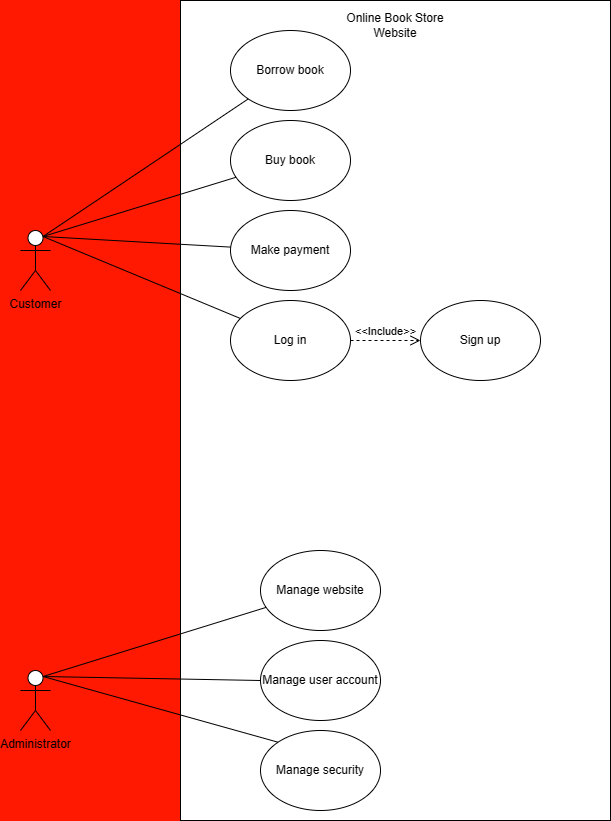 Online Book Store
Website
Borrow book
Buy book
Make payment
Customer
Log in
<<Include>>
Sign up
Manage website
Manage user account
Administrator
Manage security